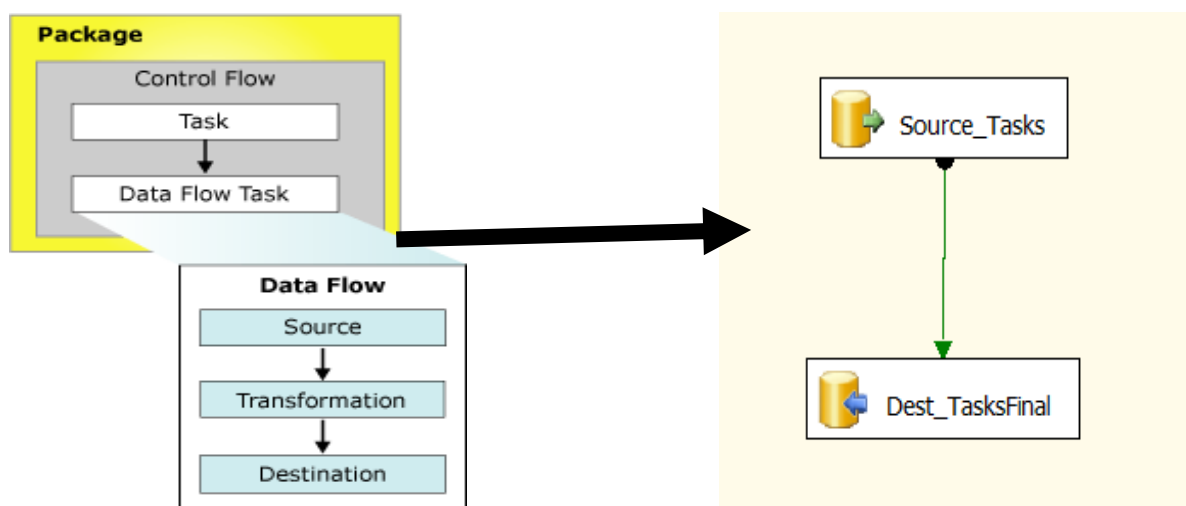 Package
Control Flow
Task
Data Flow Task
Data Flow
Source
Transformation
Destination
Source_Tasks
Dest_TasksFinal